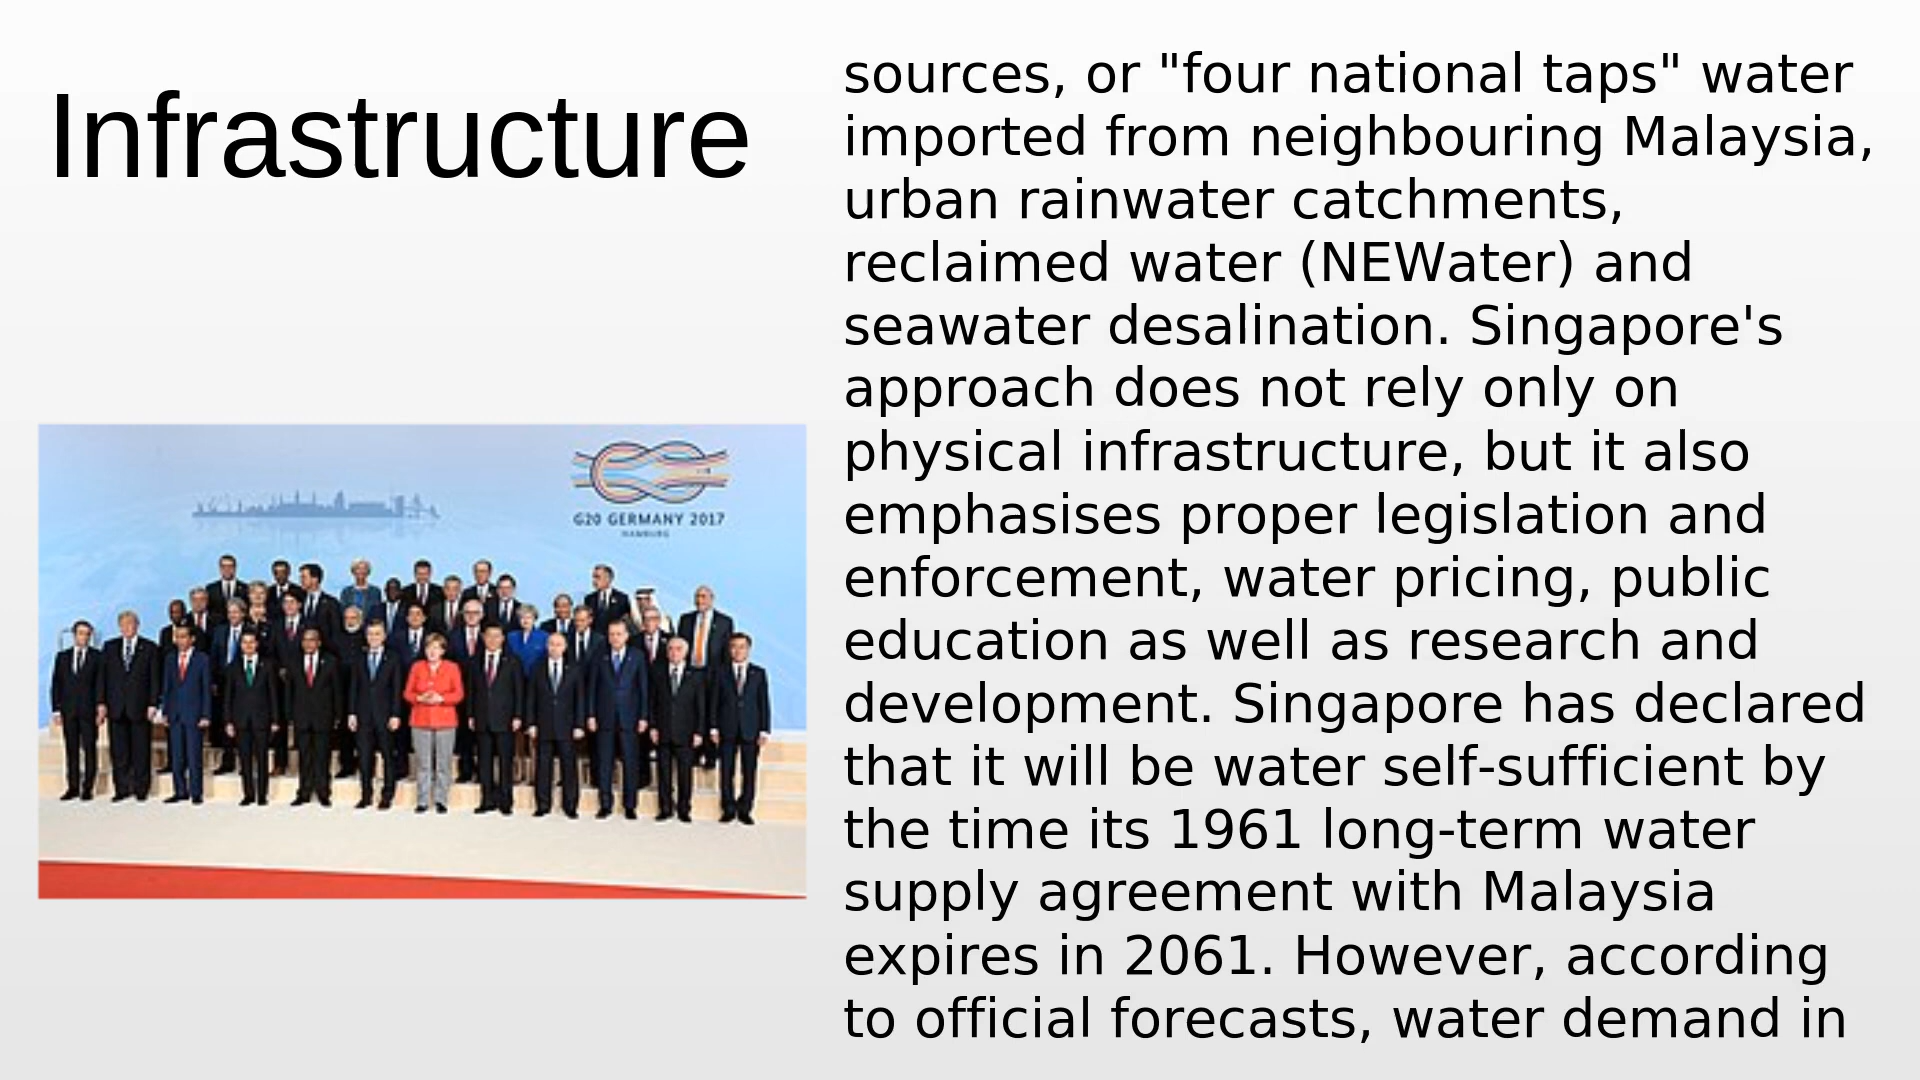 Infrastructure
sources, or "four national taps" water
imported from neighbouring Malaysia,
urban rainwater catchments,
reclaimed water (NEWater) and
seawater desalination. Singapore's
approach does not rely only on
physical infrastructure, but it also
emphasises proper legislation and
enforcement, water pricing, public
education as well as research and
development. Singapore has declared
that it will be water self-sufficient by
the time its 1961 long-term water
supply agreement with Malaysia
expires in 2061. However, according
to official forecasts, water demand in
G20 GERMANY 2017
HAMBURG